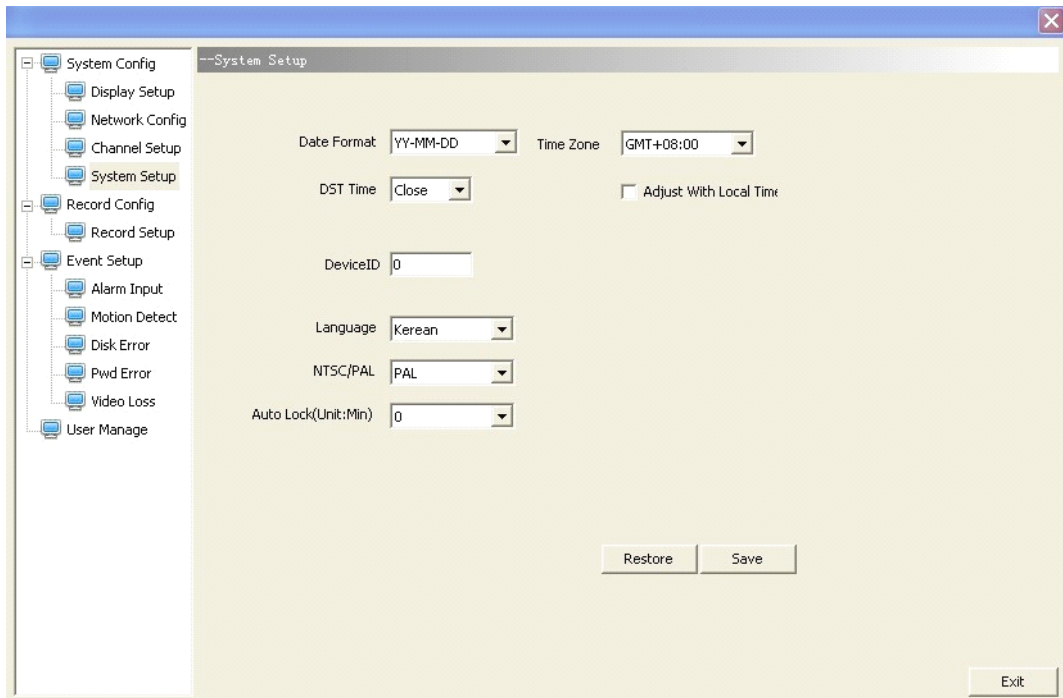 System Config
Display Setup
Network Config
Channel Setup
System Setup
Record Config
Record Setup
Event Setup
Alarm Input
Motion Detect
Disk Error
Pwd Error
Video Loss
User Manage
--System Setup
Date Format YY-MM-DD Time Zone GMT+08:00
DST Time Close Adjust With Local Time
DeviceID 0
Language Kerean
NTSC/PAL PAL
Auto Lock(Unit:Min) 0
Restore Save
Exit